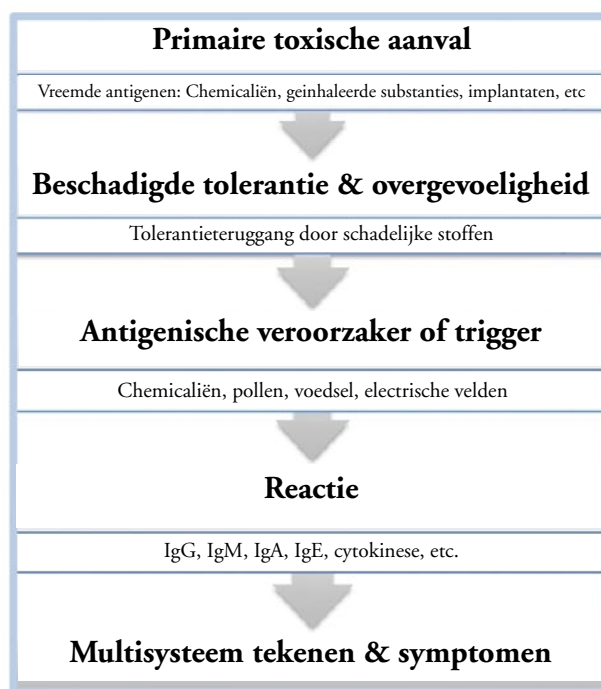 Primaire toxische aanval
Vreemde antigenen: Chemicaliën, geinhaleerde substanties, implantaten, etc
Beschadigde tolerantie & overgevoeligheid
Tolerantieteruggang door schadelijke stoffen
Antigenische veroorzaker of trigger
Chemicaliën, pollen, voedsel, electrische velden
Reactie
IgG, IgM, IgA, IgE, cytokinese, etc.
Multisysteem tekenen & symptomen